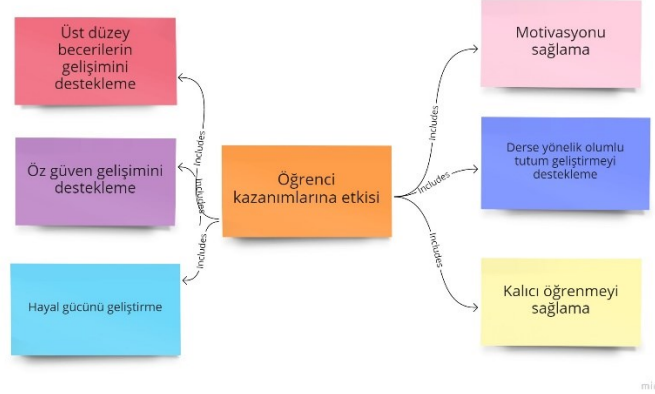 Üst düzey
becerilerin
gelişimini
destekleme
Öz güven gelişimini
destekleme
Hayal gücünü geliştirme
Includes
Includes
Includes
Öğrenci
kazanımlarına etkisi
Includes
Includes
Includes
Motivasyonu
sağlama
Derse yönelik olumlu
tutum geliştirmeyi
destekleme
Kalıcı öğrenmeyi
sağlama